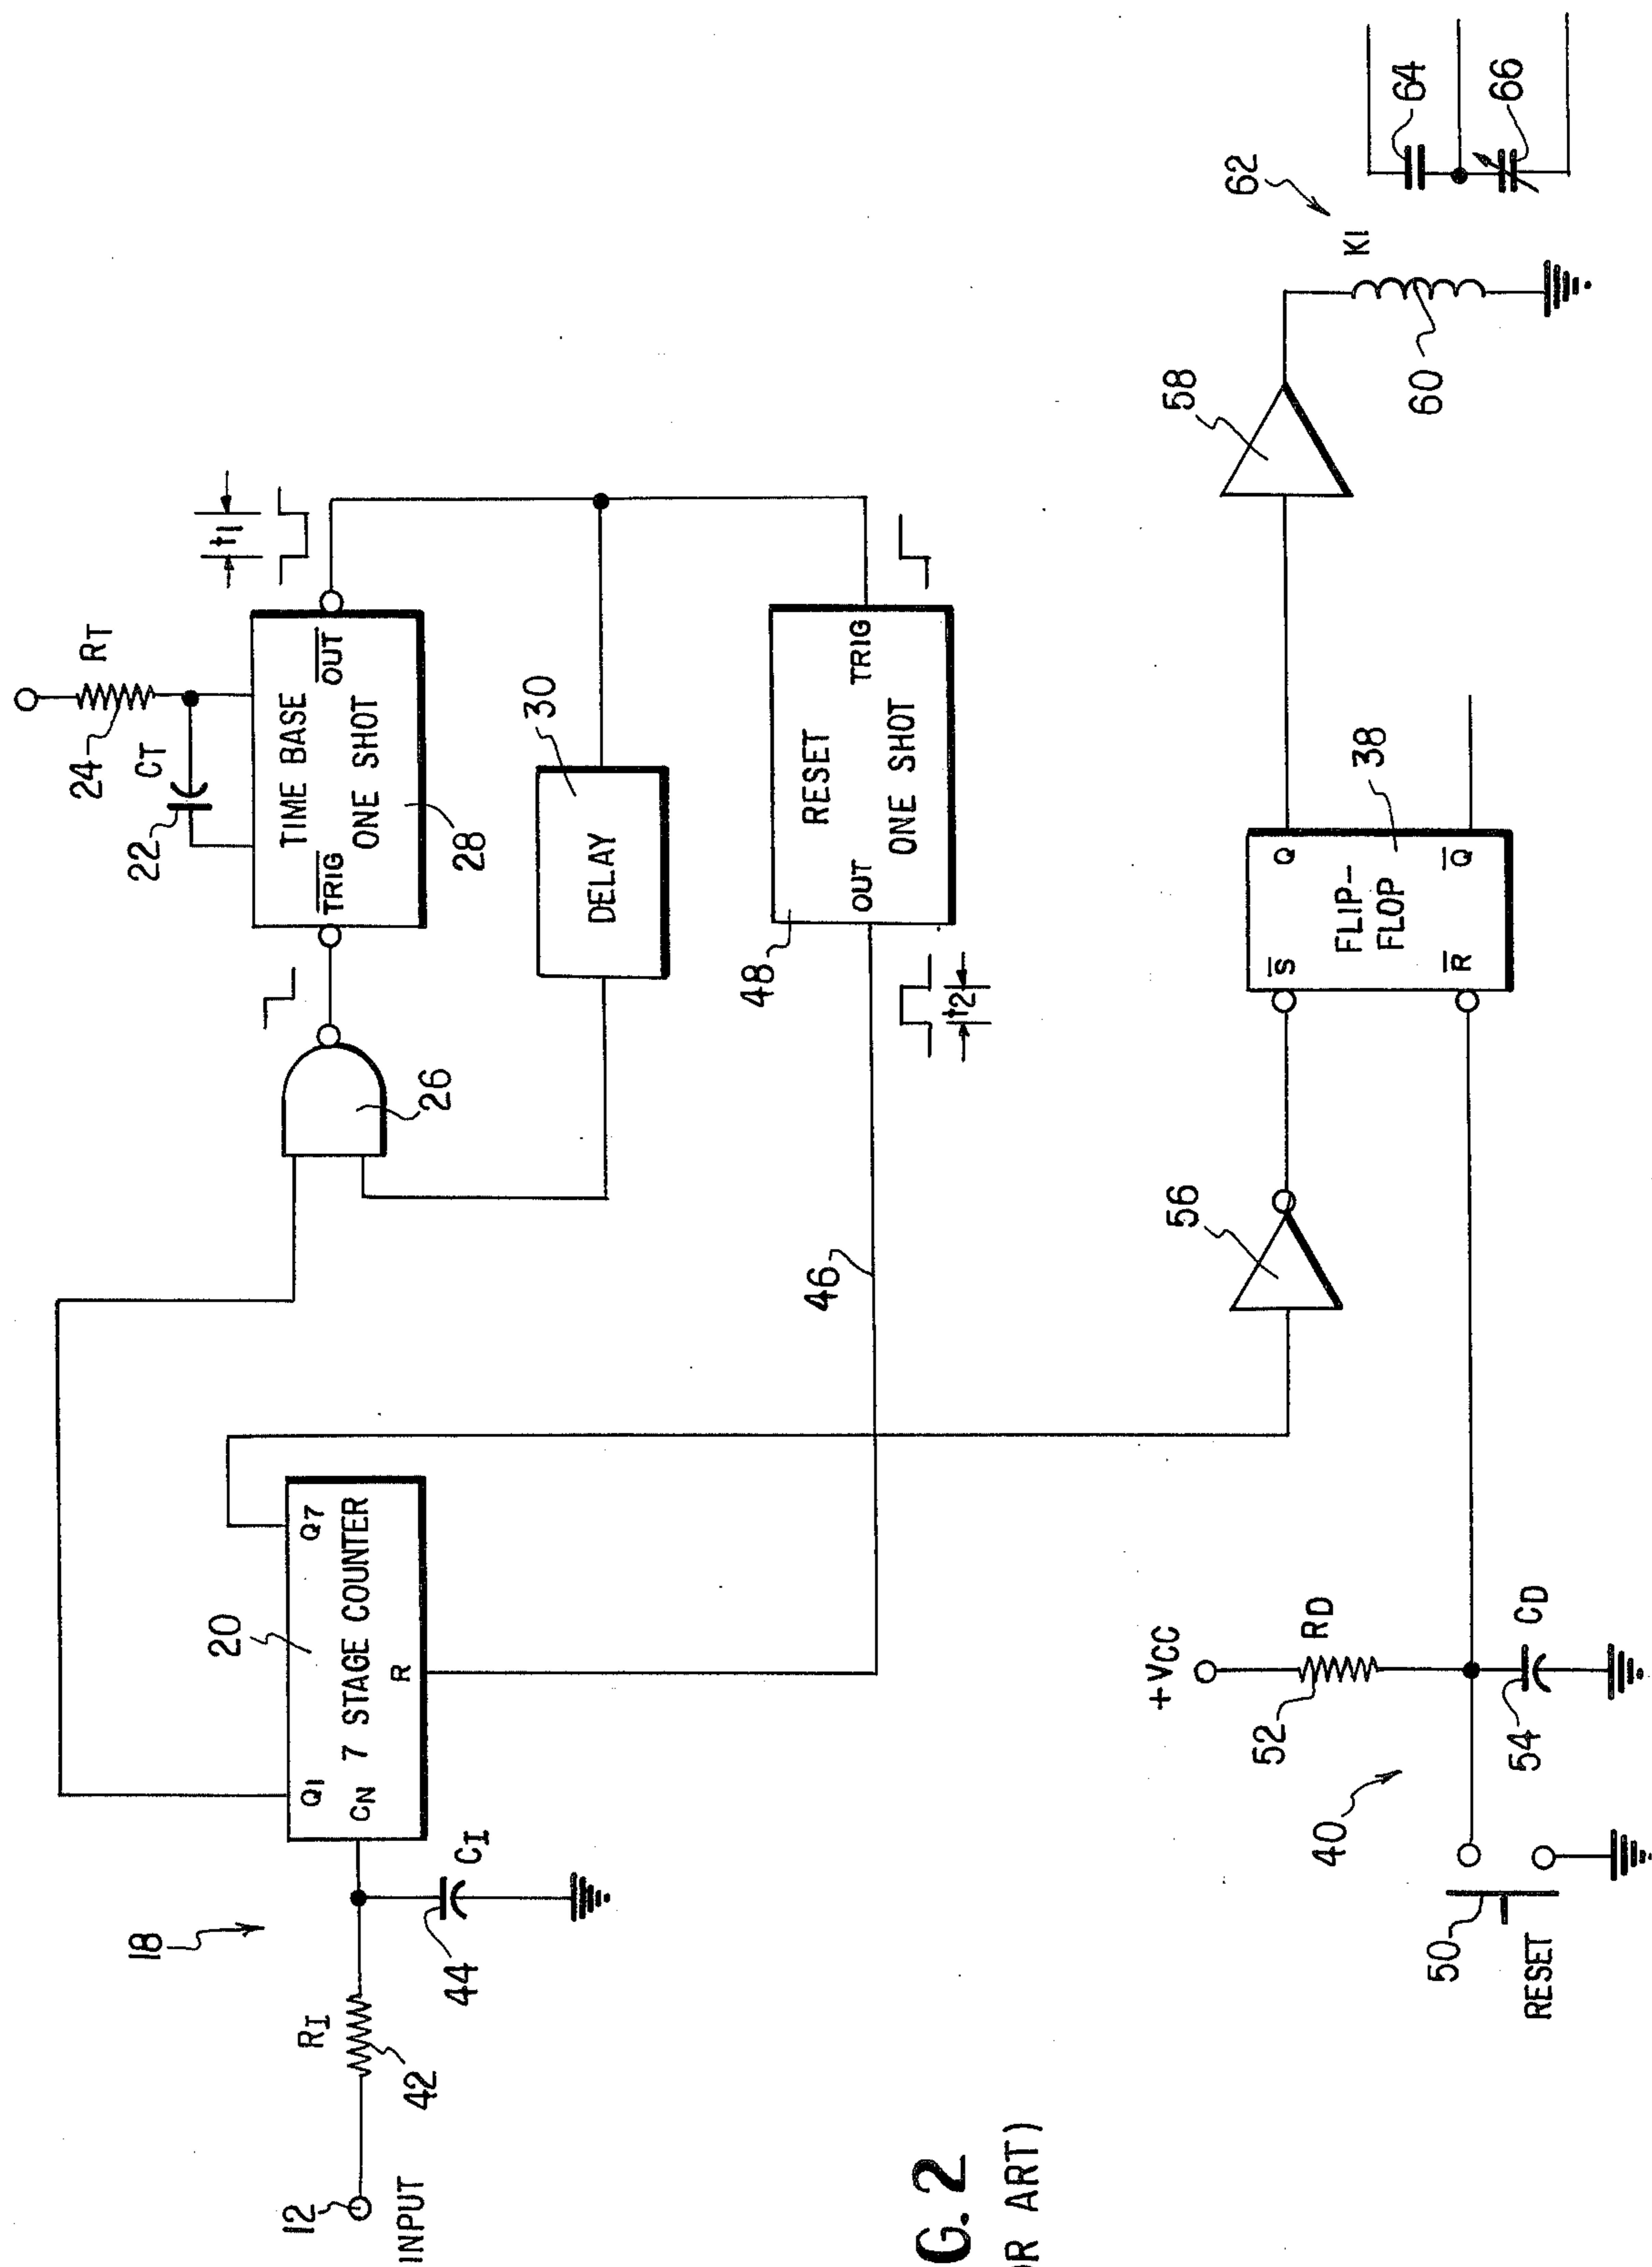 12
INPUT
RI
42
18
44
CI
20
Q1
Q7
CN 7 STAGE COUNTER
R
26
22
CT
24
RT
TIME BASE
ONE SHOT
TRIG
OUT
28
t1
30
DELAY
48
RESET
ONE SHOT
OUT
TRIG
t2
46
G. 2
OR ART)
RESET
50
40
52
+VCC
RD
54
CD
56
S
R
FLIP-
FLOP
Q
Q
38
58
60
K1
62
64
66